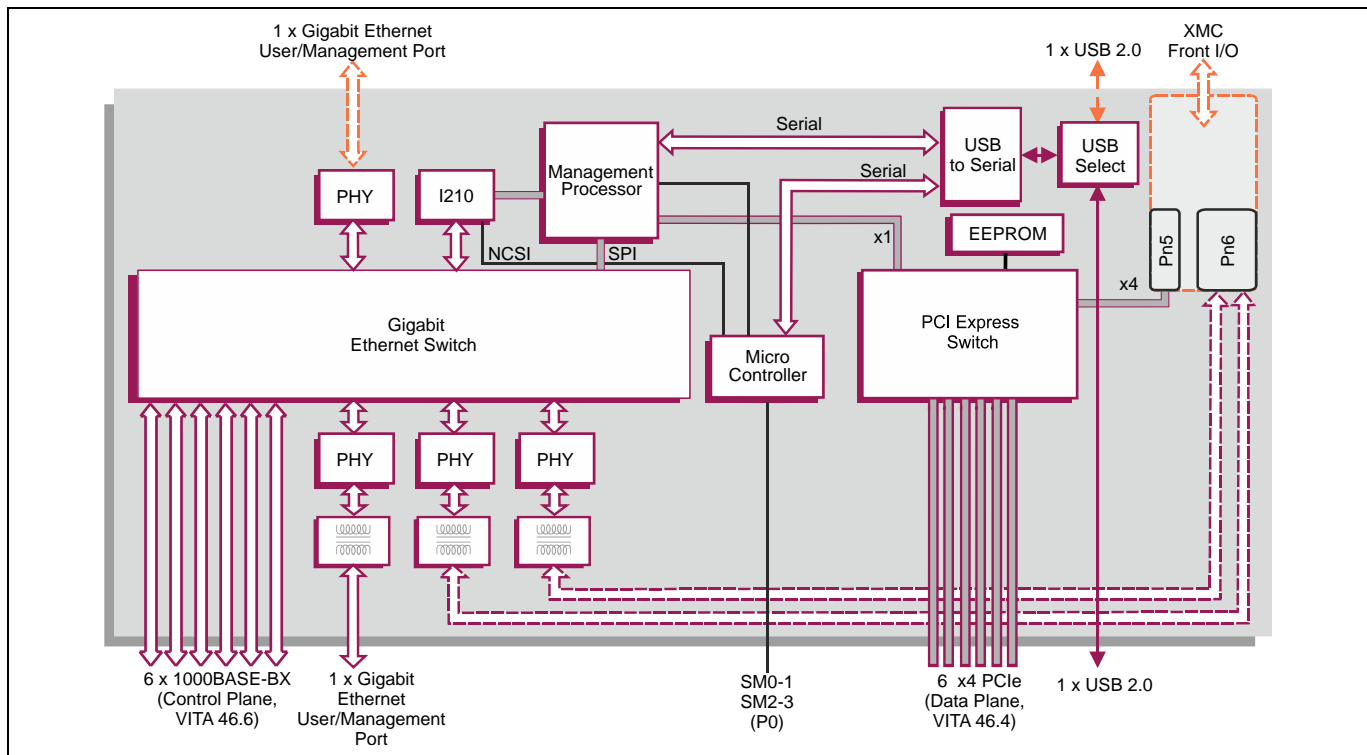 1 x Gigabit Ethernet
User/Management Port
1 x USB 2.0
XMC
Front I/O
PHY
I210
Management
Processor
Serial
Serial
USB
to Serial
USB
Select
EEPROM
Pn5
Pn6
x1
x4
NCSI
SPI
Gigabit
Ethernet Switch
Micro
Controller
PCI Express
Switch
PHY
PHY
PHY
6 x 1000BASE-BX
(Control Plane,
VITA 46.6)
1 x Gigabit
Ethernet
User/Management
Port
SM0-1
SM2-3
(P0)
6 x4 PCIe
(Data Plane,
VITA 46.4)
1 x USB 2.0